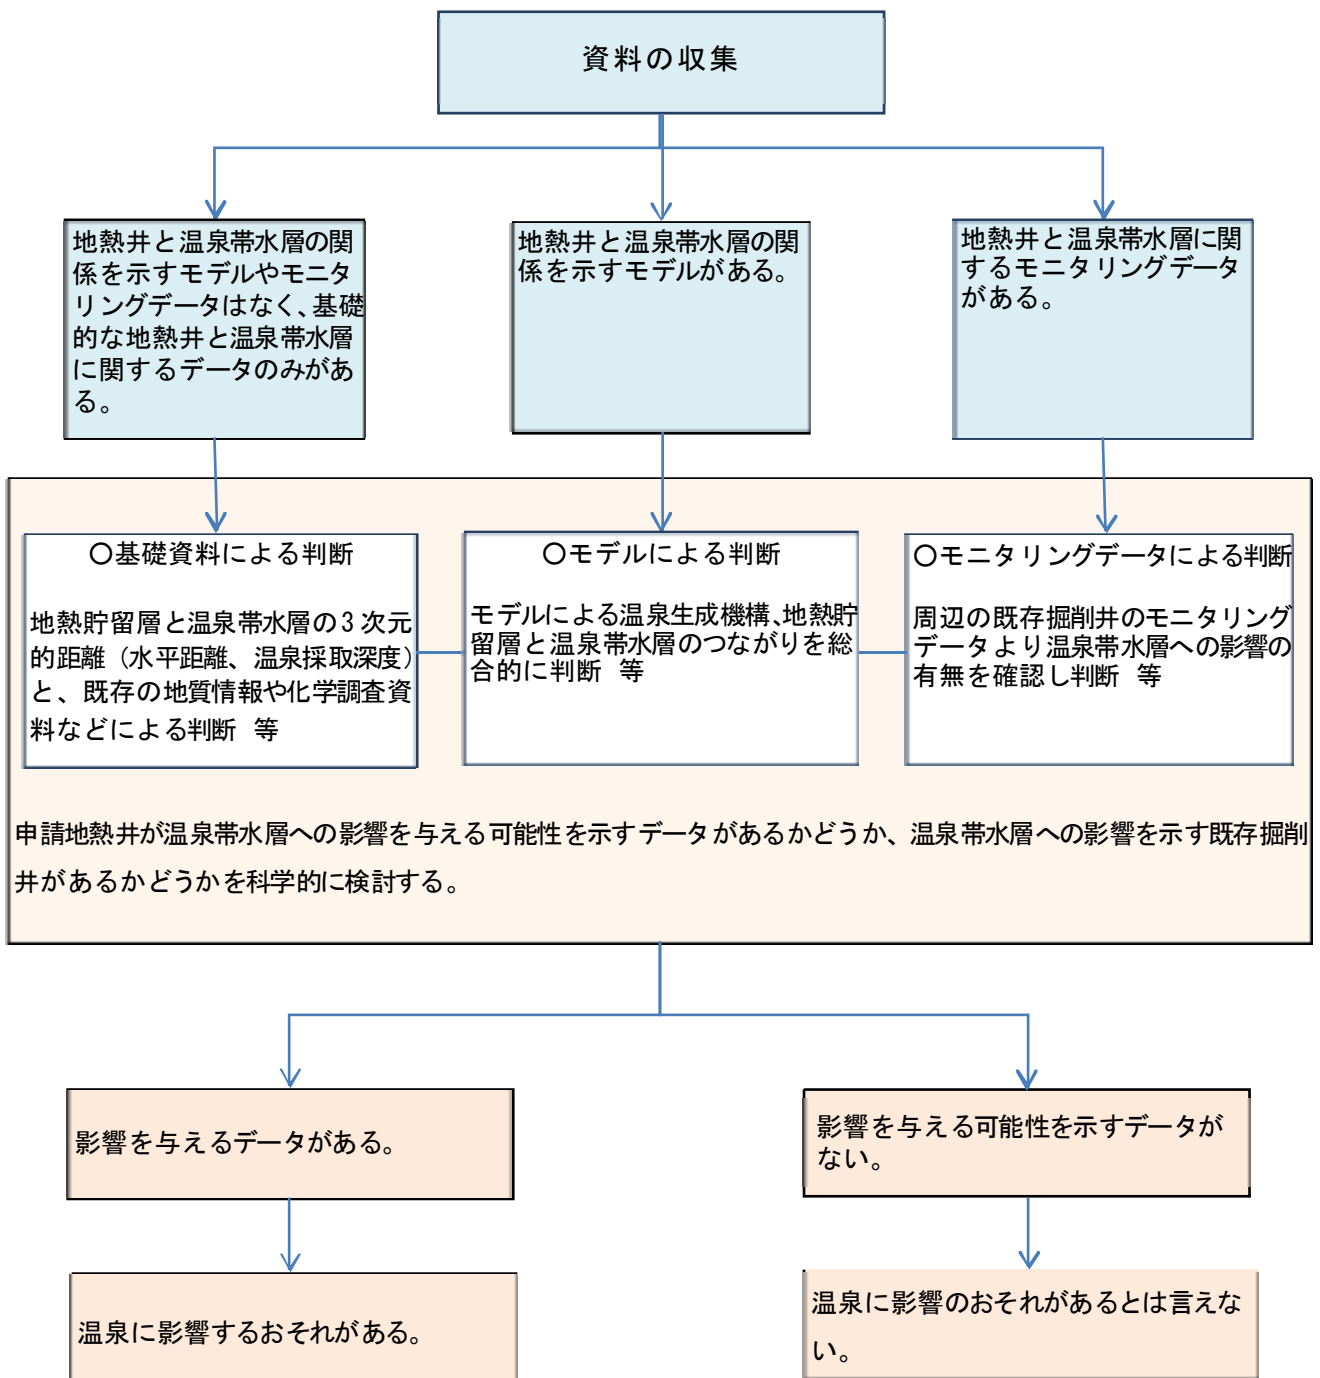 資料の収集
地熱井と温泉帯水層の関
係を示すモデルやモニタ
リングデータはなく、基礎
的な地熱井と温泉帯水層
に関するデータのみがあ
る。
地熱井と温泉帯水層の関
係を示すモデルがある。
地熱井と温泉帯水層に関
するモニタリングデータ
がある。
〇基礎資料による判断
地熱貯留層と温泉帯水層の3次元
的距離（水平距離、温泉採取深度）
と、既存の地質情報や化学調査資
料などによる判断 等
〇モデルによる判断
モデルによる温泉生成機構、地熱貯
留層と温泉帯水層のつながりを総
合的に判断 等
〇モニタリングデータによる判断
周辺の既存掘削井のモニタリング
データより温泉帯水層への影響の
有無を確認し判断 等
申請地熱井が温泉帯水層への影響を与える可能性を示すデータがあるかどうか、温泉帯水層への影響を示す既存掘削
井があるかどうかを科学的に検討する。
影響を与えるデータがある。
影響を与える可能性を示すデータが
ない。
温泉に影響するおそれがある。
温泉に影響のおそれがあるとは言えな
い。